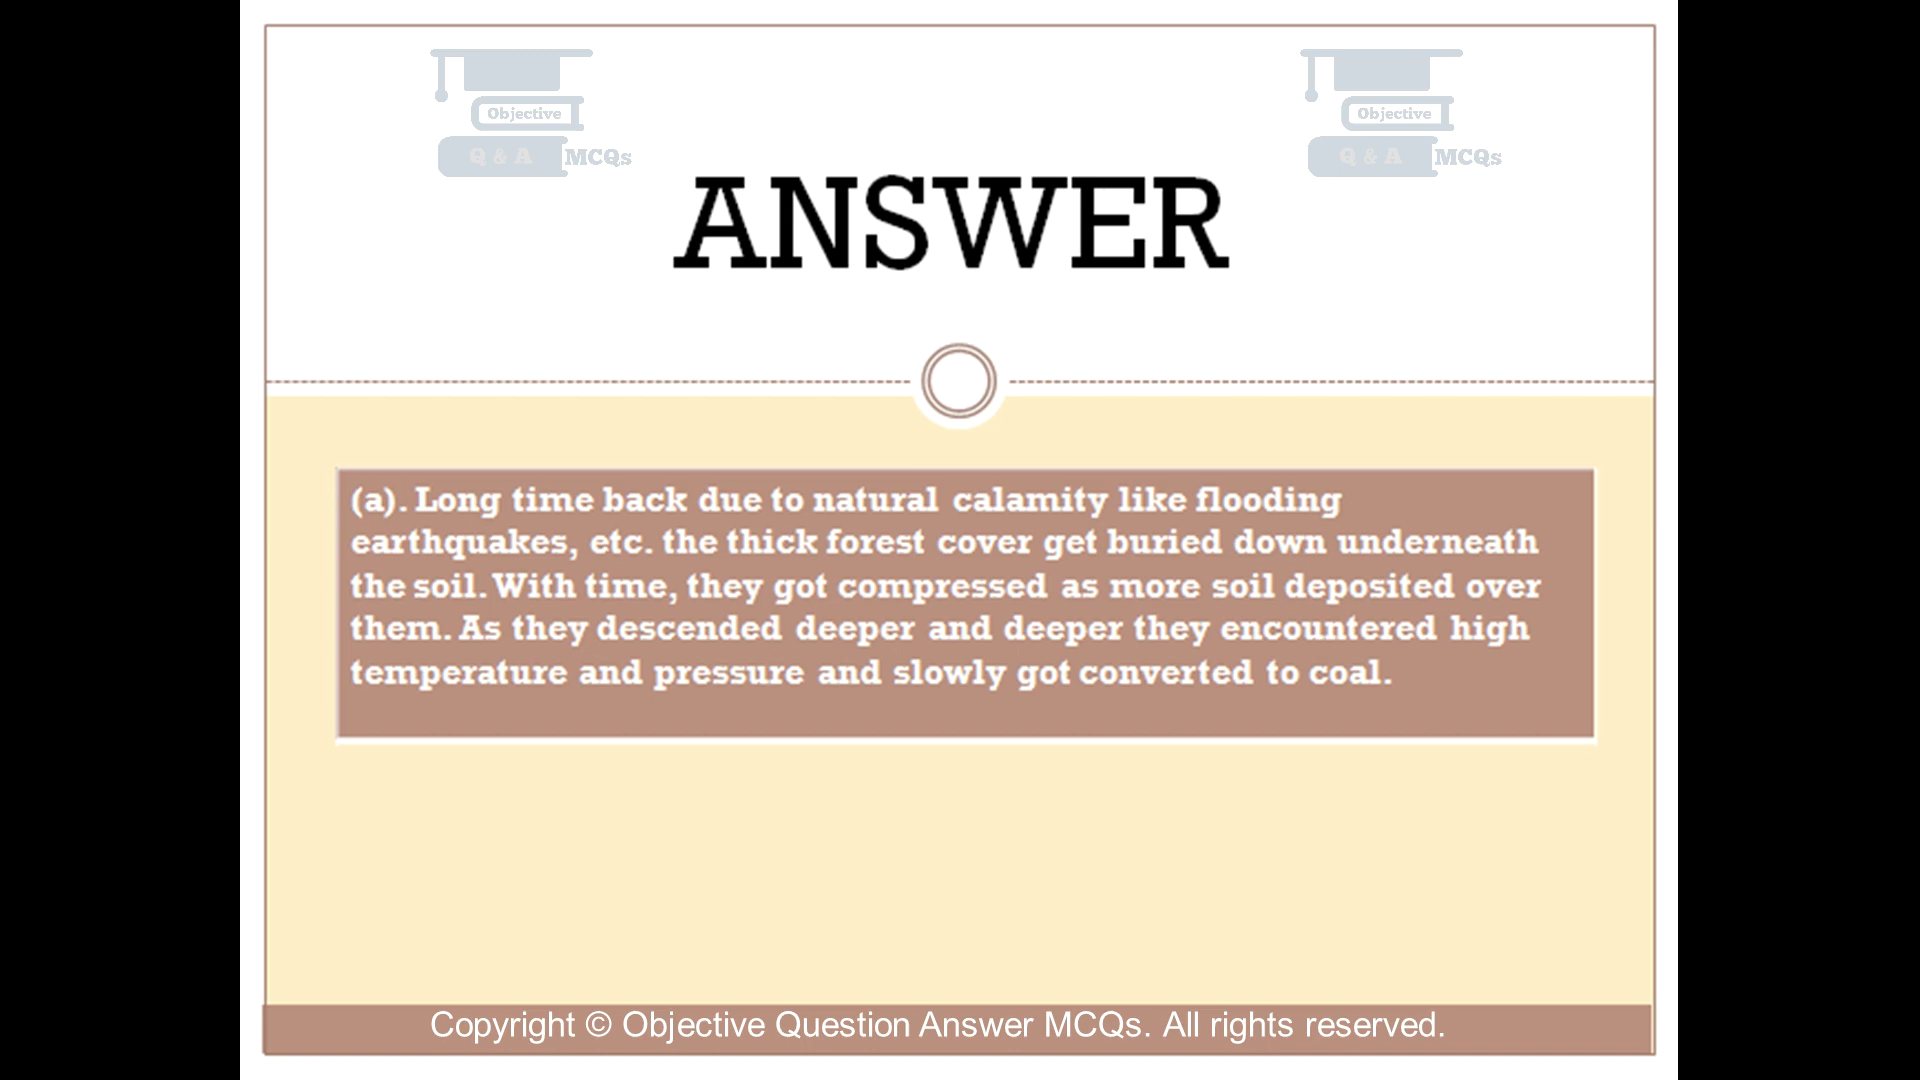 Objective
Q & A MCQs
Objective
Q & A MCQs
ANSWER
(a). Long time back due to natural calamity like flooding
earthquakes, etc. the thick forest cover get buried down underneath
the soil. With time, they got compressed as more soil deposited over
them. As they descended deeper and deeper they encountered high
temperature and pressure and slowly got converted to coal.
Copyright © Objective Question Answer MCQs. All rights reserved.